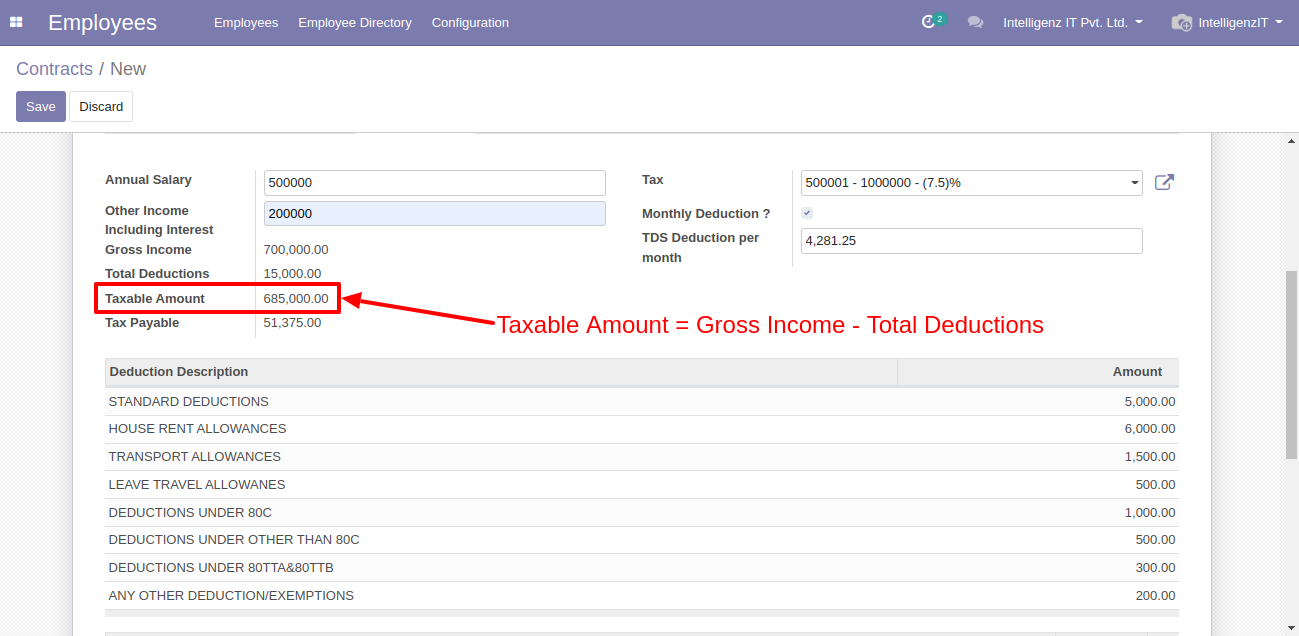 Employees Employees Employee Directory Configuration 2 Intelligenz IT Pvt. Ltd. IntelligenzIT
Contracts / New
Save Discard
Annual Salary 500000 Tax 500001 - 1000000 - (7.5)%
Other Income Including Interest 200000 Monthly Deduction ?
Gross Income 700,000.00 TDS Deduction per month 4,281.25
Total Deductions 15,000.00
Taxable Amount 685,000.00
Tax Payable 51,375.00
Taxable Amount = Gross Income - Total Deductions
Deduction Description Amount
STANDARD DEDUCTIONS 5,000.00
HOUSE RENT ALLOWANCES 6,000.00
TRANSPORT ALLOWANCES 1,500.00
LEAVE TRAVEL ALLOWANES 500.00
DEDUCTIONS UNDER 80C 1,000.00
DEDUCTIONS UNDER OTHER THAN 80C 500.00
DEDUCTIONS UNDER 80TTA&80TTB 300.00
ANY OTHER DEDUCTION/EXEMPTIONS 200.00